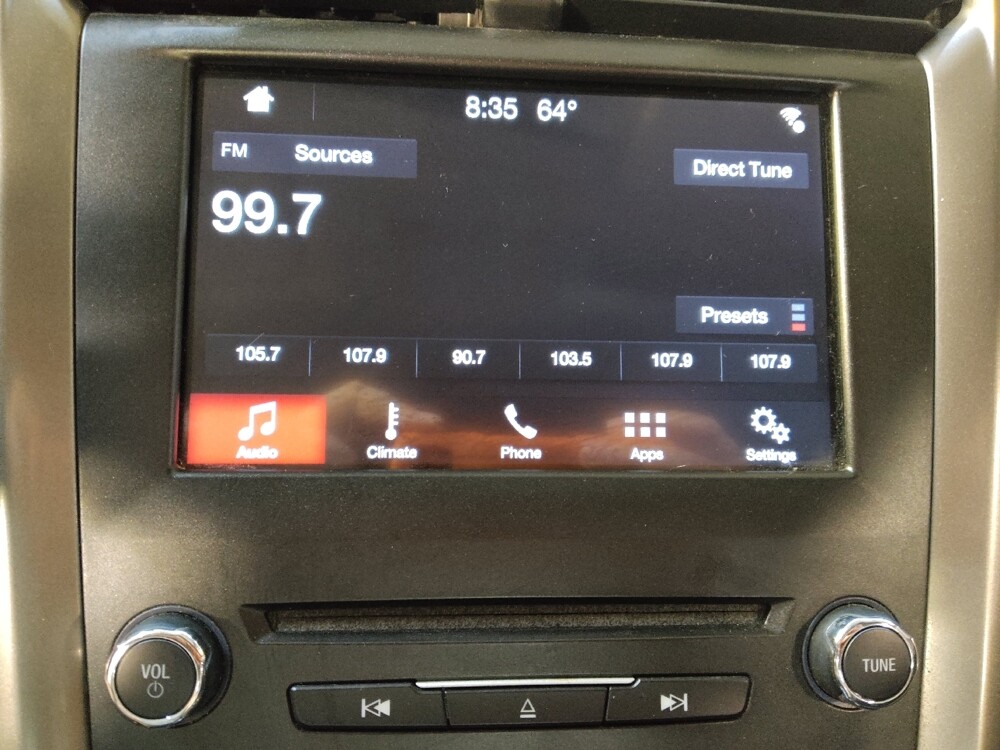 8:35 64°
FM Sources
Direct Tune
99.7
Presets
105.7 107.9 90.7 103.5 107.9 107.9
Audio Climate Phone Apps Settings
VOL
TUNE